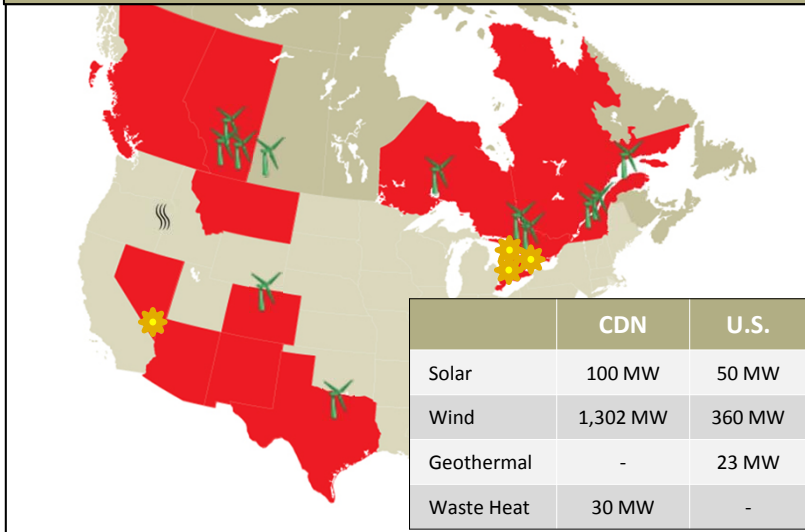 CDN U.S.
Solar 100 MW 50 MW
Wind 1,302 MW 360 MW
Geothermal - 23 MW
Waste Heat 30 MW -